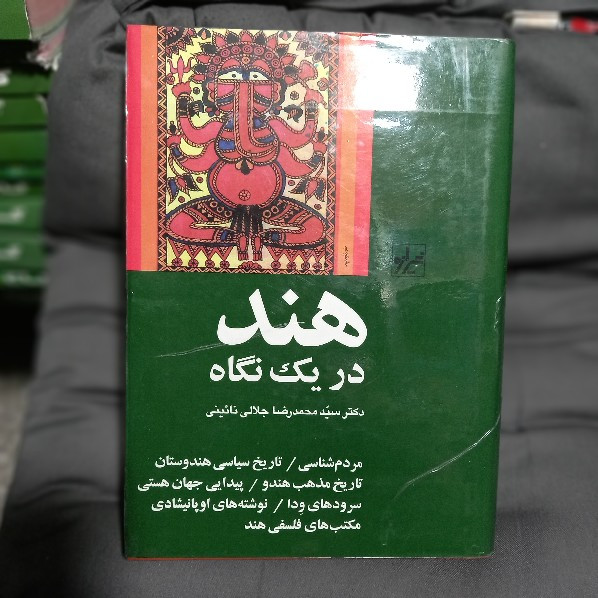 هند
در یک نگاه
دکتر سیّد محمدرضا جلالی نائینی
مردم‌شناسی / تاریخ سیاسی هندوستان
تاریخ مذهب هندو / پیدایی جهان هستی
سرودهای وِدا / نوشته‌های اوپانیشادی
مکتب‌های فلسفی هند